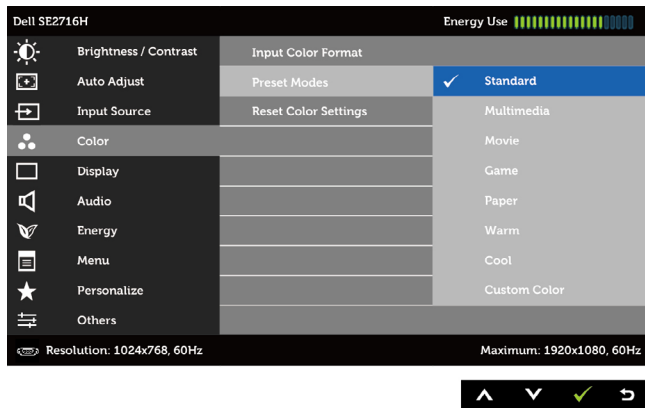 Dell SE2716H Energy Use
Brightness / Contrast Input Color Format
Auto Adjust Preset Modes Standard
Input Source Reset Color Settings Multimedia
Color Movie
Display Game
Audio Paper
Energy Warm
Menu Cool
Personalize Custom Color
Others
Resolution: 1024x768, 60Hz Maximum: 1920x1080, 60Hz